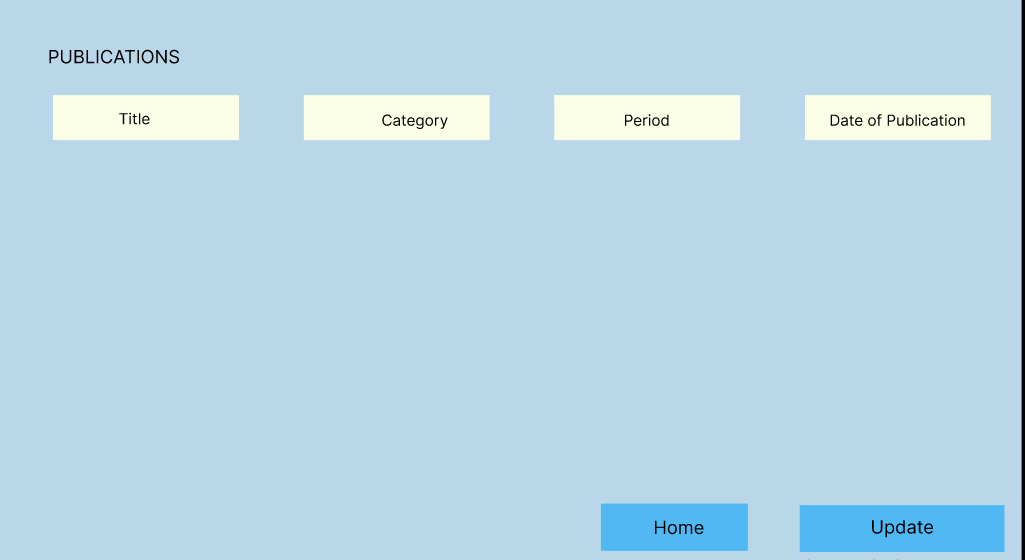 PUBLICATIONS
Title Category Period Date of Publication
Home Update